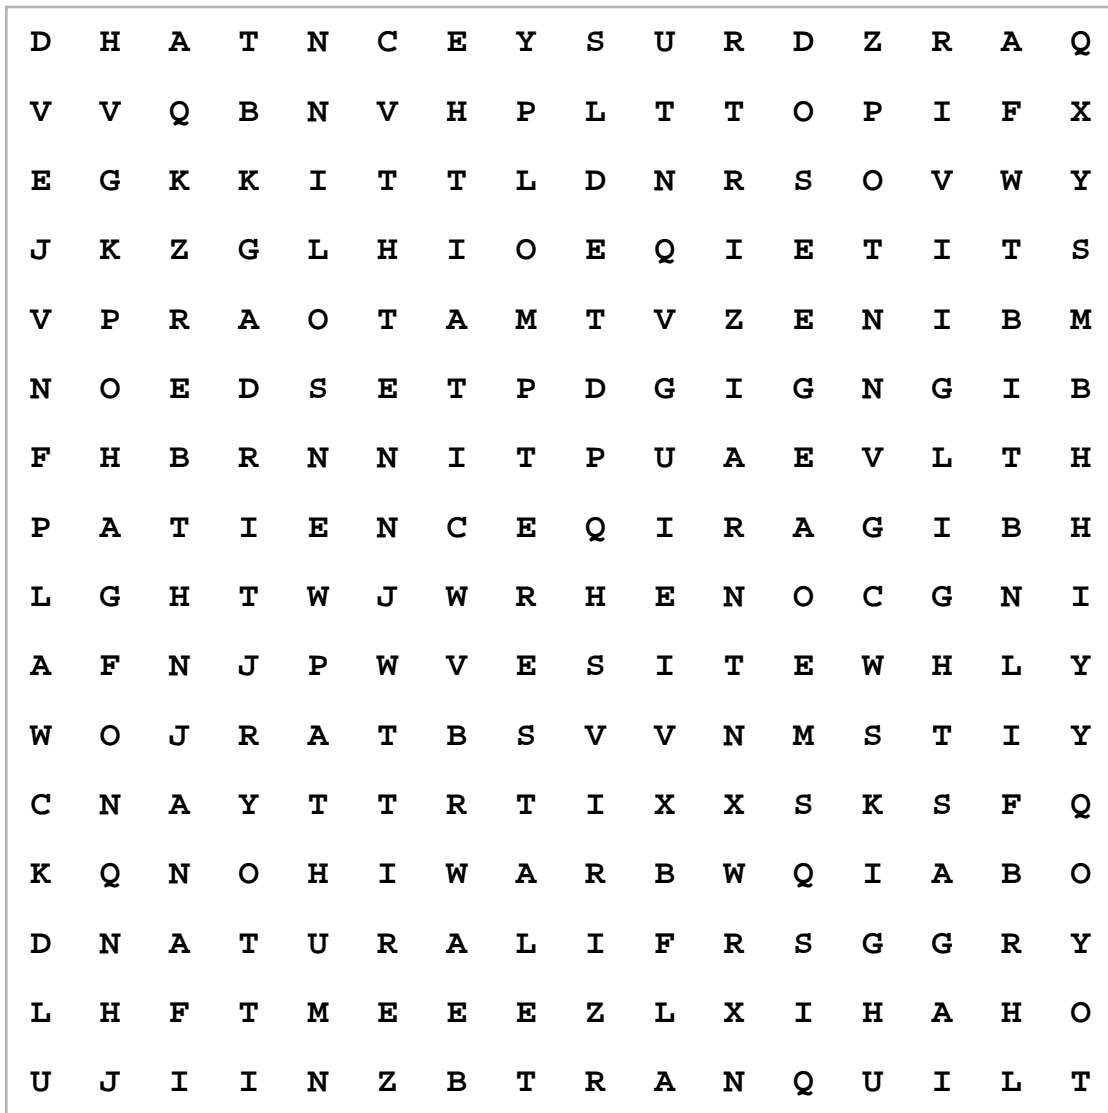 D H A T N C E Y S U R D Z R A Q
V V Q B N V H P L T T O P I F X
E G K K I T T L D N R S O V W Y
J K Z G L H I O E Q I E T I T S
V P R A O T A M T V Z E N I B M
N O E D S E T P D G I G N G I B
F H B R N N I T P U A E V L T H
P A T I E N C E Q I R A G I B H
L G H T W J W R H E N O C G N I
A F N J P W V E S I T E W H L Y
W O J R A T B S V V N M S T I Y
C N A Y T T R T I X X S K S F Q
K Q N O H I W A R B W Q I A B O
D N A T U R A L I F R S G G R Y
L H F T M E E E Z L X I H A H O
U J I I N Z B T R A N Q U I L T